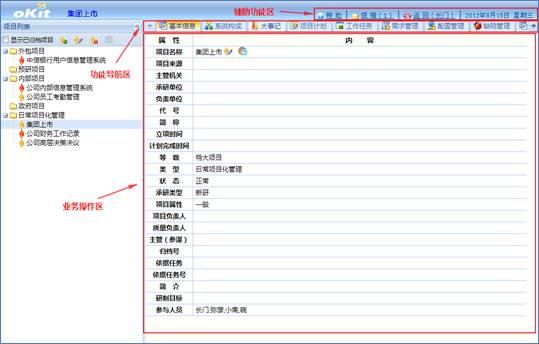 oKit 集团上市
辅助功能区
帮 助 信 箱 ( 1 ) 返 回 (长门) 2012年8月15日 星期三
项目列表
基本信息 系统构成 大事记 项目计划 工作任务 需求管理 配置管理 缺陷管理
显示已归档项目
外包项目
中信银行用户信息管理系统
预研项目
内部项目
公司内部信息管理系统
公司员工考勤管理
政府项目
日常项目化管理
集团上市
公司财务工作记录
公司高层决策决议
功能导航区
业务操作区
属 性 内 容
项目名称 集团上市
项目来源
主管机关
承研单位
负责单位
代 号
简 称
立项时间
计划完成时间
等 级 特大项目
类 型 日常项目化管理
状 态 正常
承研类型 新研
项目属性 一般
项目负责人
质量负责人
主管（参谋）
归档号
依据任务
依据任务号
简 介
研制目标
参与人员 长门,弥彦,小南,晓